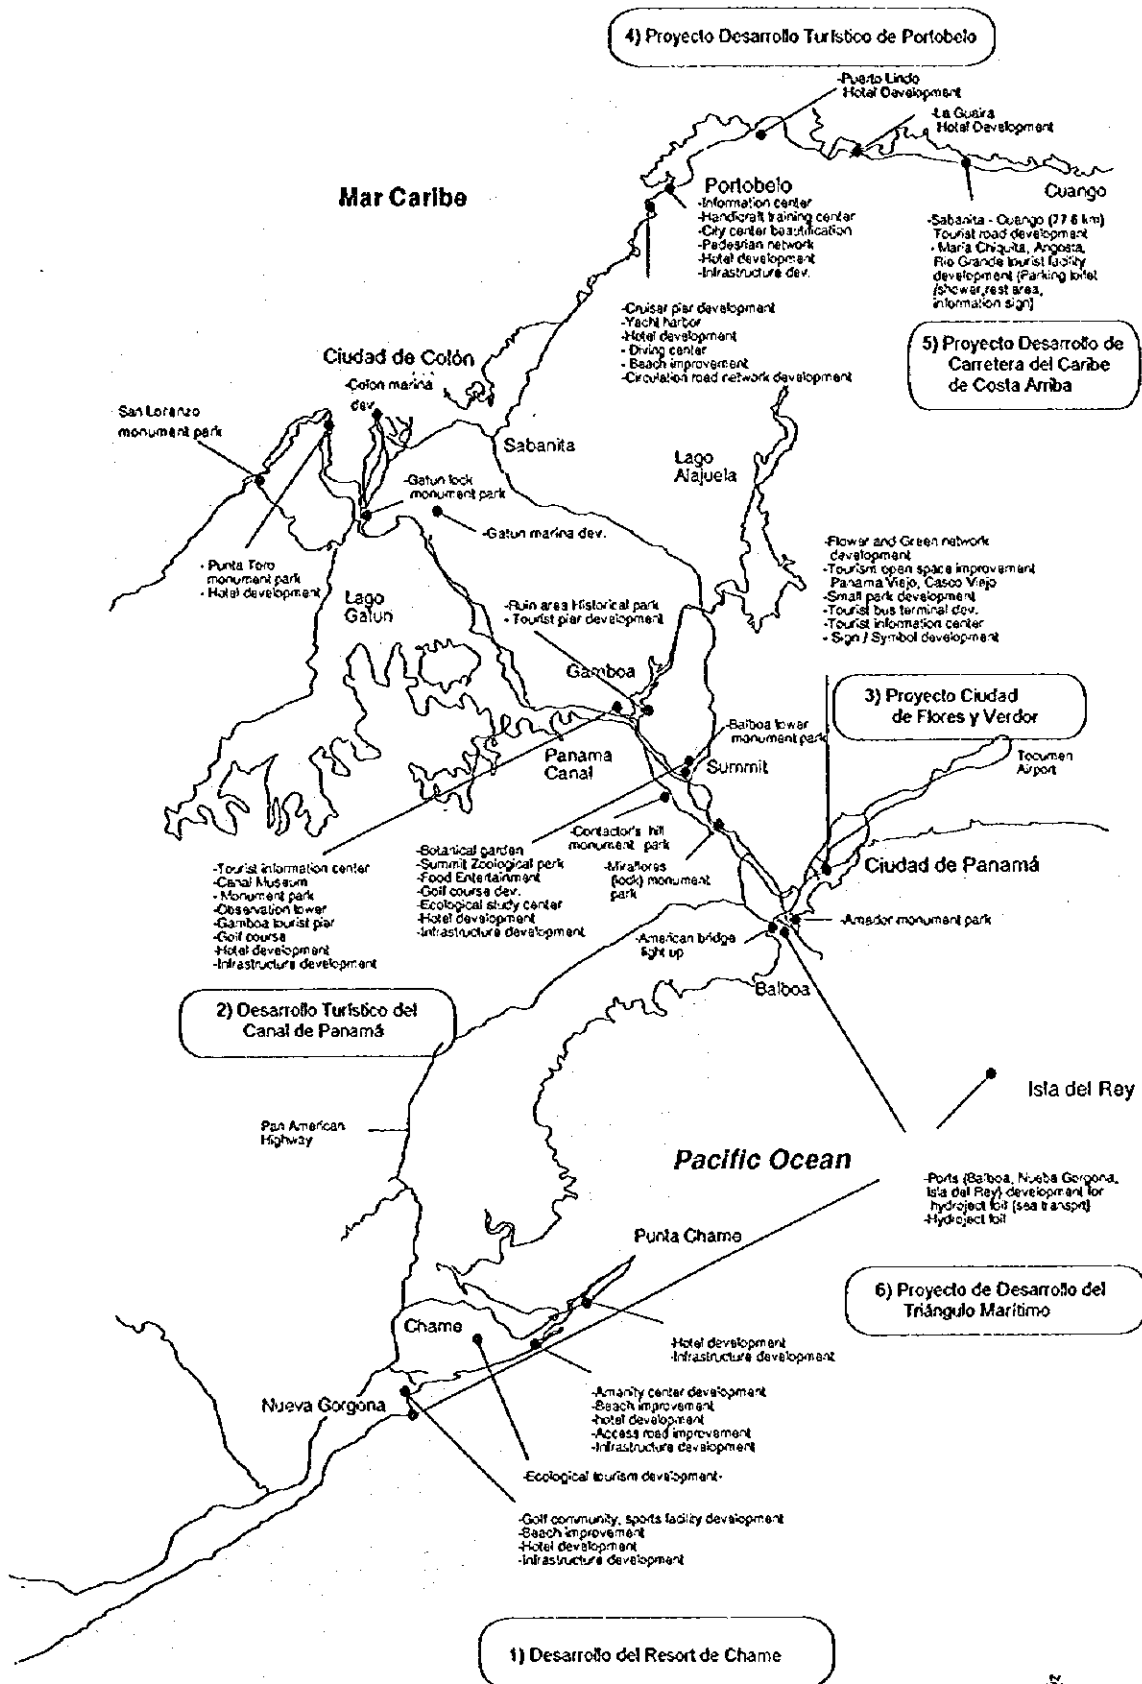 4) Proyecto Desarrollo Turístico de Portobelo
-Puerto Lindo
Hotel Development
-La Guaira
Hotel Development
Mar Caribe
Portobelo
-Information center
-Handicraft training center
-City center beautification
-Pedestrian network
-Hotel development
-Infrastructure dev.
Cuango
-Sabanita - Cuango (77.6 km)
Tourist road development
- María Chiquita, Angosta,
Rio Grande tourist facility
development (Parking toilet
/shower, rest area,
information sign)
-Cruiser pier development
-Yacht harbor
-Hotel development
- Diving center
- Beach improvement
-Circulation road network development
5) Proyecto Desarrollo de
Carretera del Caribe
de Costa Arriba
Ciudad de Colón
-Colon marina
dev.
San Lorenzo
monument park
Sabanita
Lago
Alajuela
-Gatun lock
monument park
-Gatun marina dev.
- Punta Toro
monument park
- Hotel development
Lago
Gatun
-Flower and Green network
development
-Tourism open space improvement
Panama Viejo, Casco Viejo
-Small park development
-Tourist bus terminal dev.
-Tourist information center
- Sign / Symbol development
-Ruin area Historical park
- Tourist pier development
Gamboa
3) Proyecto Ciudad
de Flores y Verdor
-Balboa tower
monument park
Panama
Canal
Summit
Tocumen
Airport
-Contactor's hill
monument park
-Miraflores
(lock) monument
park
Ciudad de Panamá
-Tourist information center
-Canal Museum
- Monument park
-Observation tower
-Gamboa tourist pier
-Golf course
-Hotel development
-Infrastructure development
-Botanical garden
-Summit Zoological park
-Food Entertainment
-Golf course dev.
-Ecological study center
-Hotel development
-Infrastructure development
-Amador monument park
-American bridge
light up
Balboa
2) Desarrollo Turístico del
Canal de Panamá
Isla del Rey
Pan American
Highway
Pacific Ocean
-Ports (Balboa, Nueba Gorgona,
Isla del Rey) development for
hydroject foil (sea transprt)
-Hydroject foil
Punta Chame
6) Proyecto de Desarrollo del
Triángulo Marítimo
Chame
-Hotel development
-Infrastructure development
Nueva Gorgona
-Amanity center development
-Beach improvement
-hotel development
-Access road improvement
-Infrastructure development
-Ecological tourism development-
-Golf community, sports facility development
-Beach improvement
-Hotel development
-Infrastructure development
1) Desarrollo del Resort de Chame